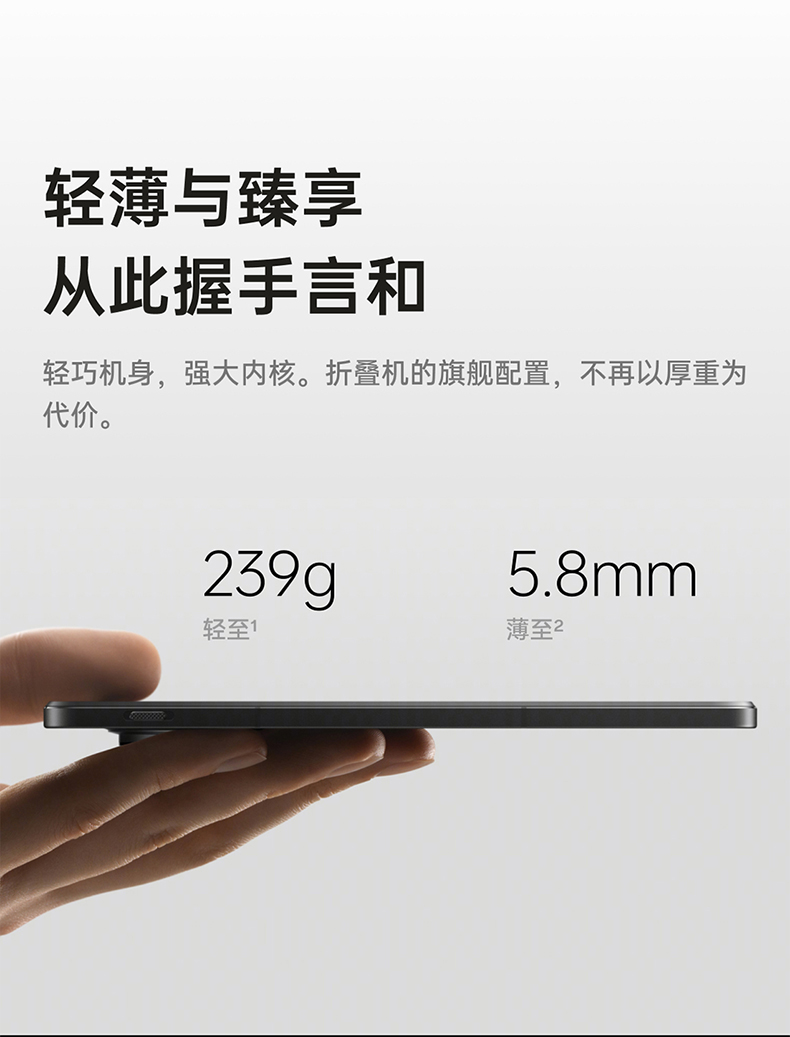 轻薄与臻享
从此握手言和
轻巧机身，强大内核。折叠机的旗舰配置，不再以厚重为
代价。
239g
5.8mm
轻至¹
薄至²